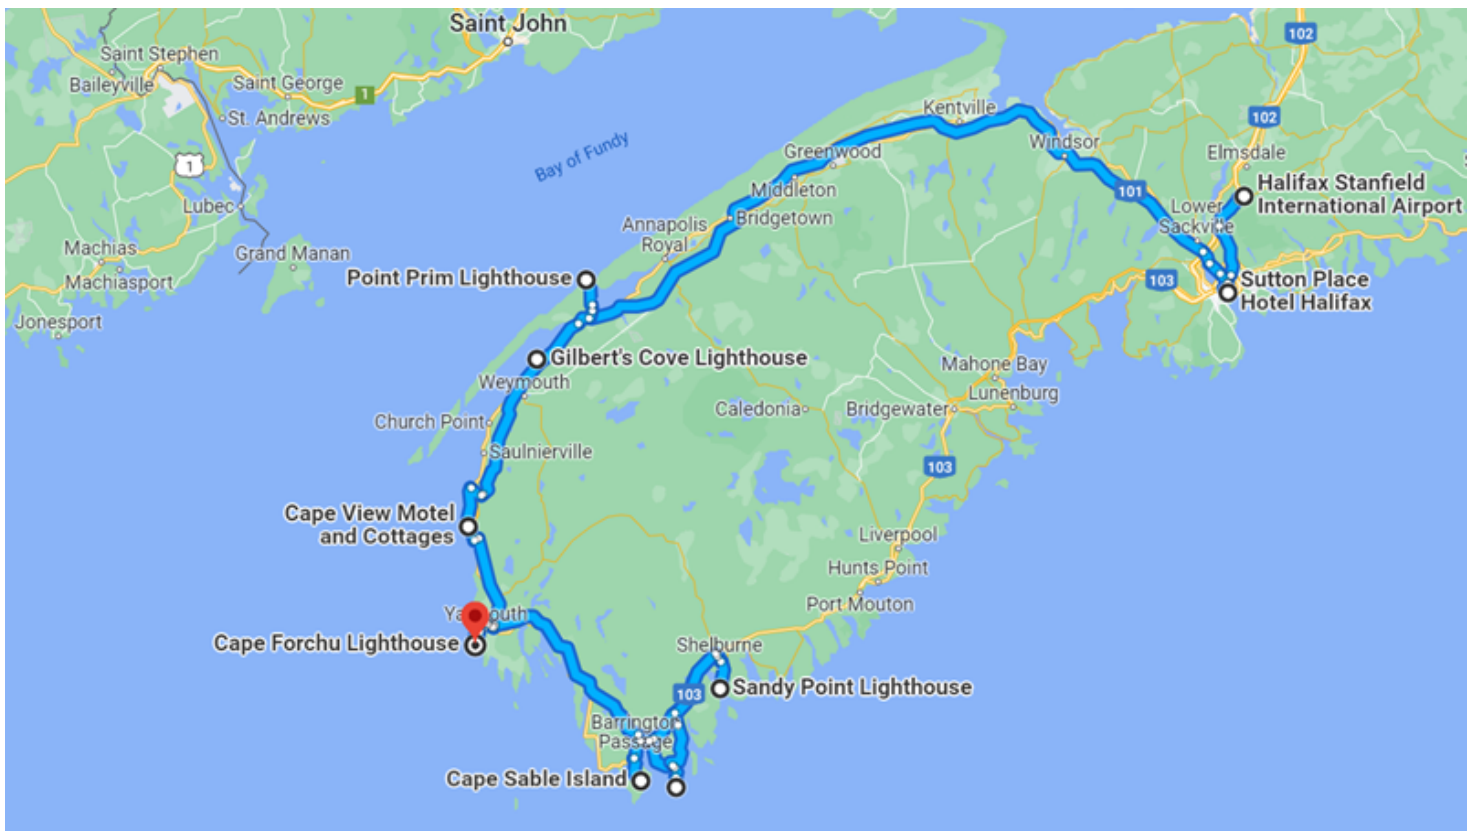 Saint John
102
Saint Stephen
Baileyville
Saint George
1
St. Andrews
Kentville
102
Bay of Fundy
Windsor
Greenwood
Elmsdale
1
Middleton
101
Halifax Stanfield
International Airport
Lubec
Lower
Sackville
Bridgetown
Annapolis
Royal
Machias
Grand Manan
Machiasport
Point Prim Lighthouse
103
Sutton Place
Hotel Halifax
Jonesport
Gilbert's Cove Lighthouse
Mahone Bay
Weymouth
Lunenburg
Caledonia
Bridgewater
Church Point
Saulnierville
103
Cape View Motel
and Cottages
Liverpool
Hunts Point
Port Mouton
Yarmouth
Cape Forchu Lighthouse
Shelburne
103
Sandy Point Lighthouse
Barrington
Passage
Cape Sable Island